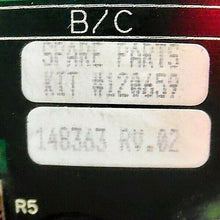 B/C
SPARE PARTS
KIT #120659
148363 RV.02
R5